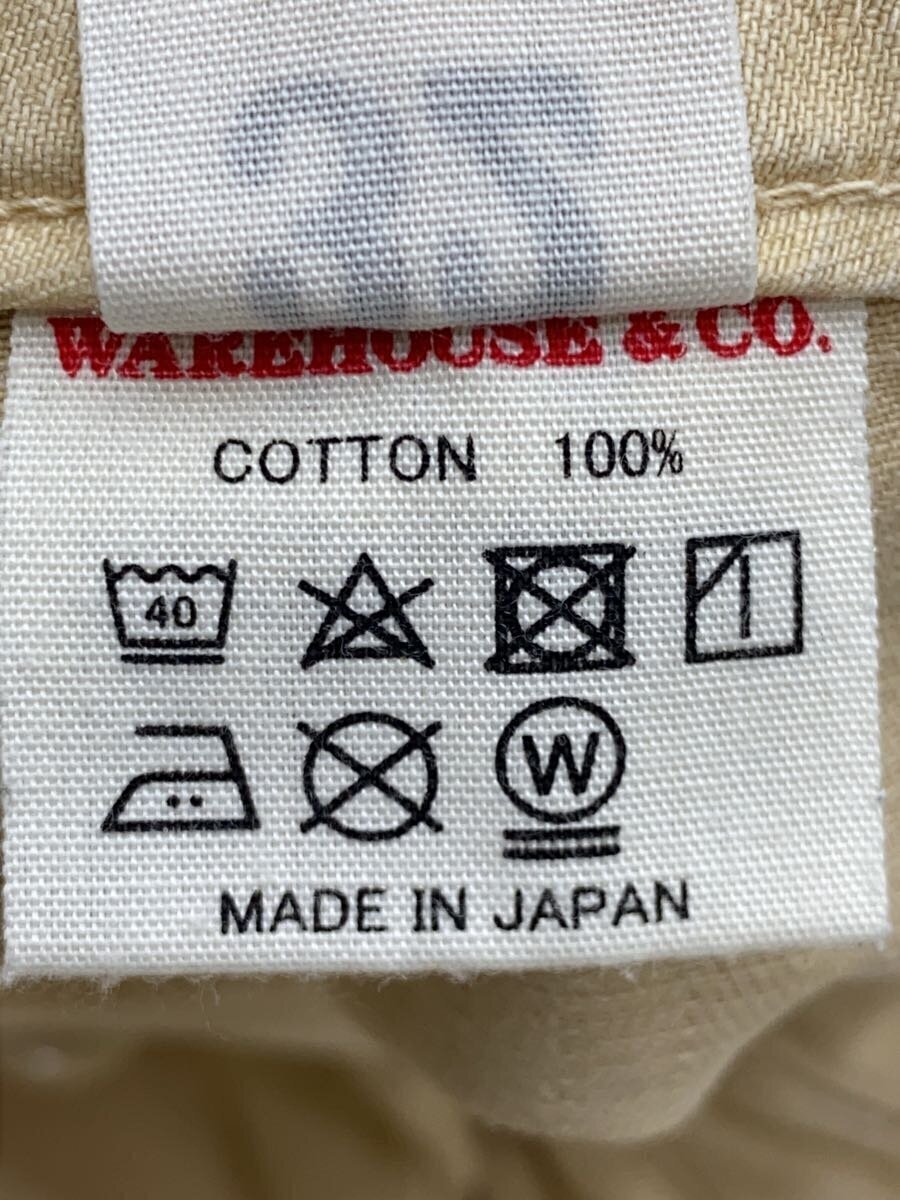 WAREHOUSE & CO.
COTTON 100%
40
W
MADE IN JAPAN